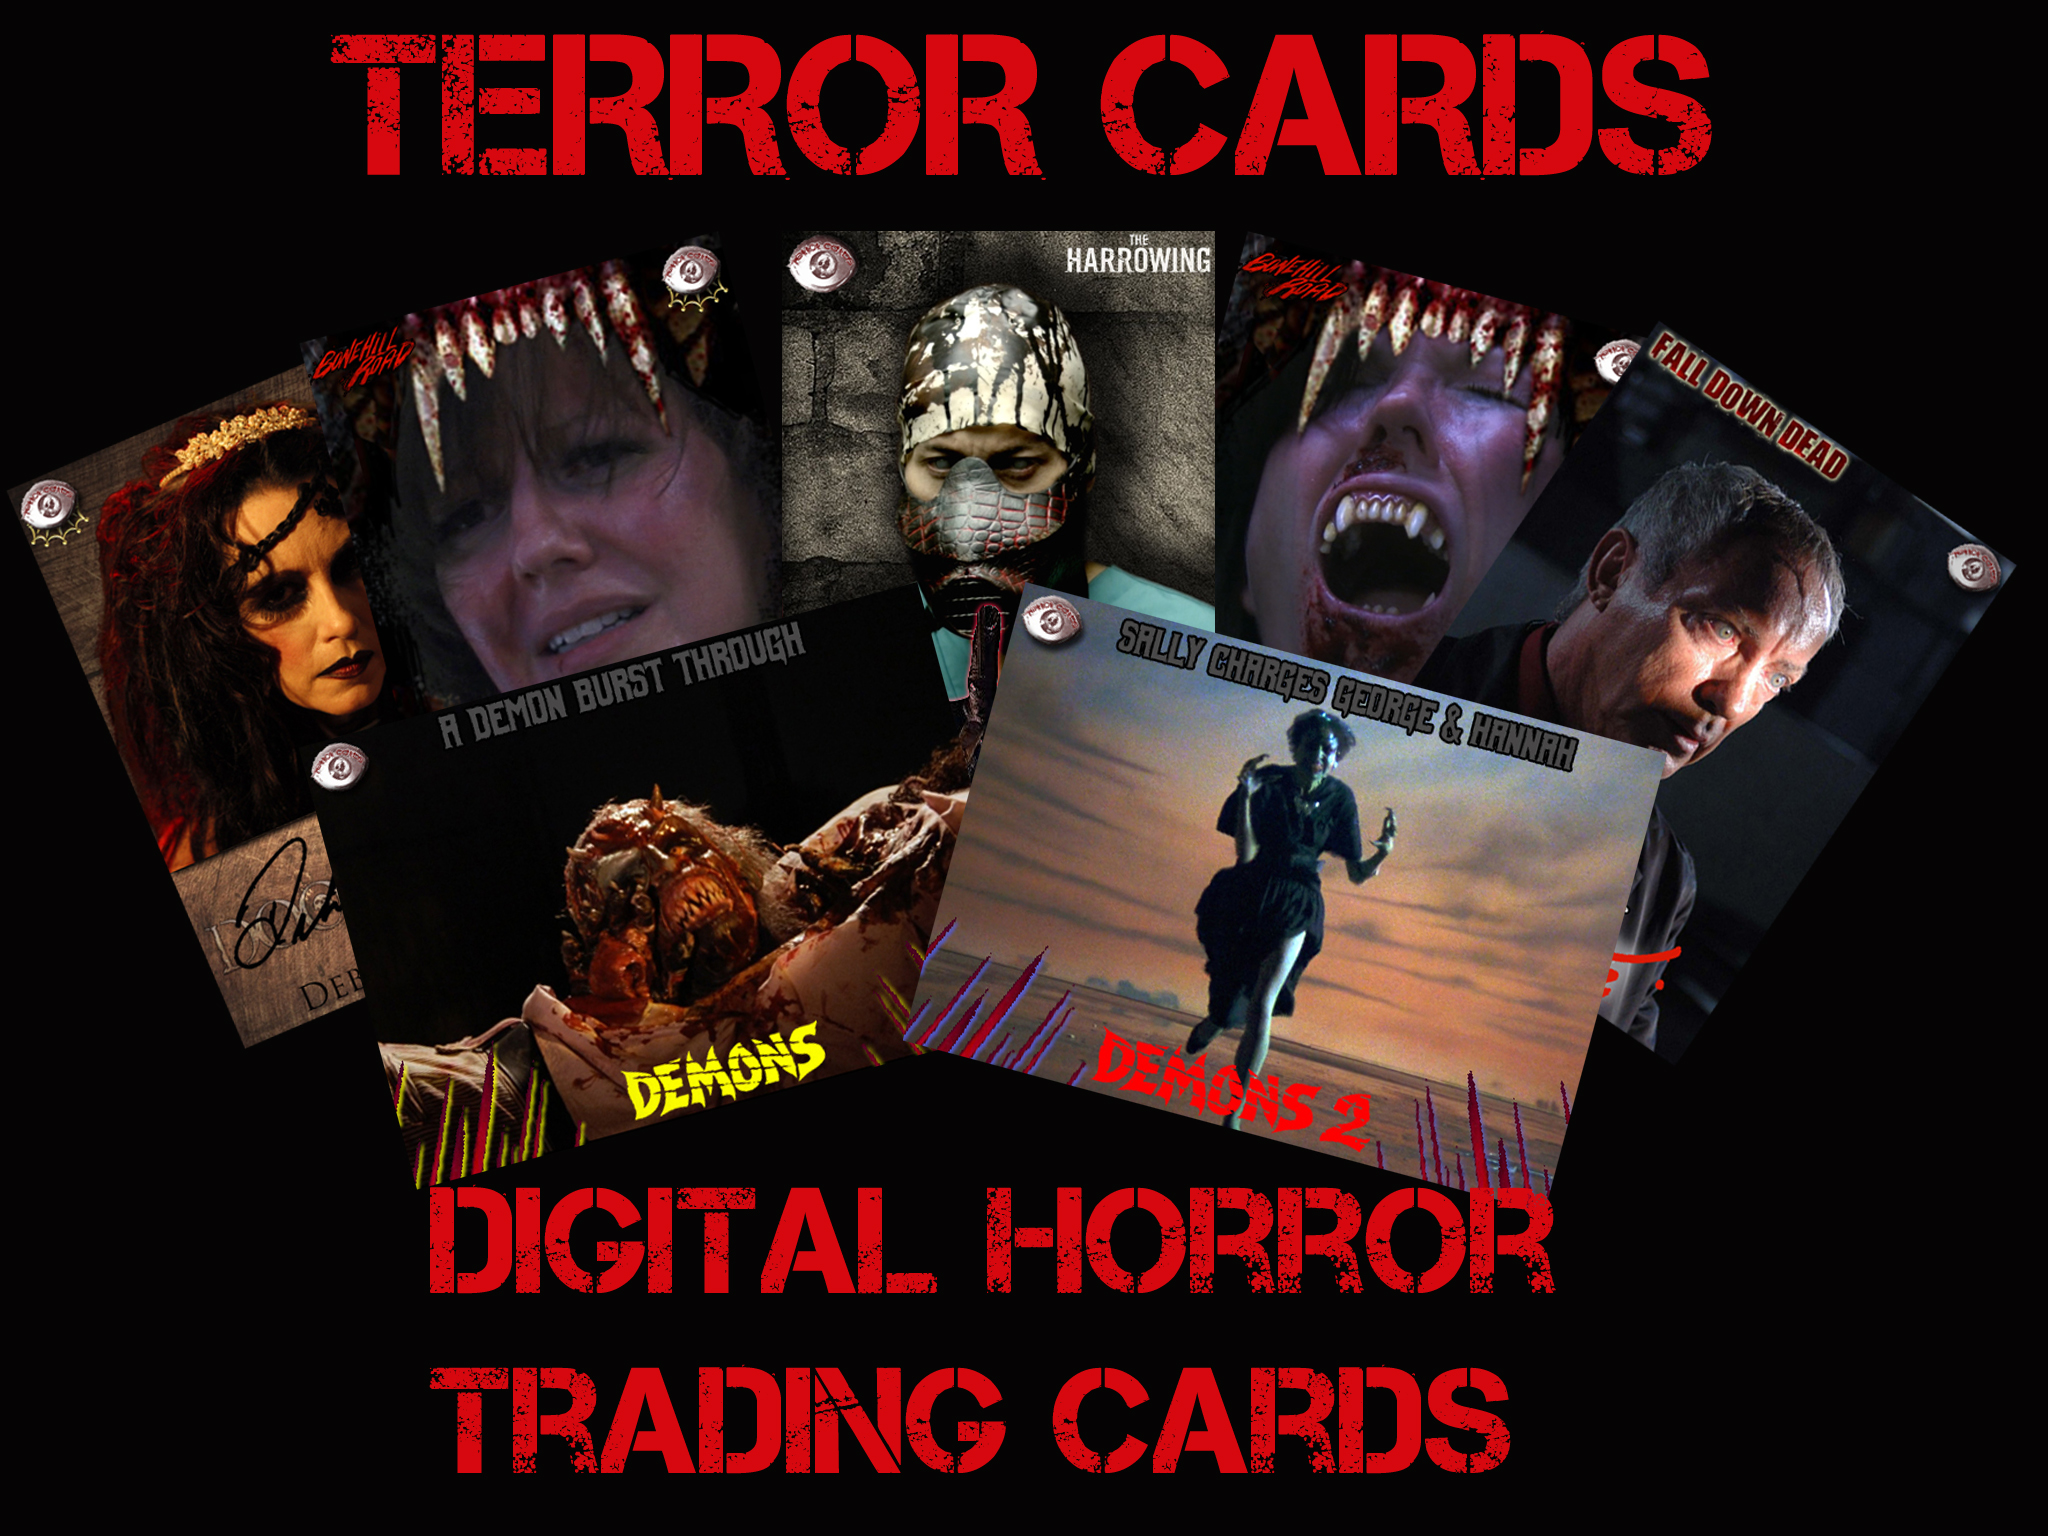 TERROR CARDS
BONEHILL
ROAD
THE
HARROWING
BONEHILL
ROAD
FALL DOWN DEAD
A DEMON BURST THROUGH
SALLY CHARGES GEORGE & HANNAH
DEB
DEMONS
DEMONS 2
DIGITAL HORROR
TRADING CARDS